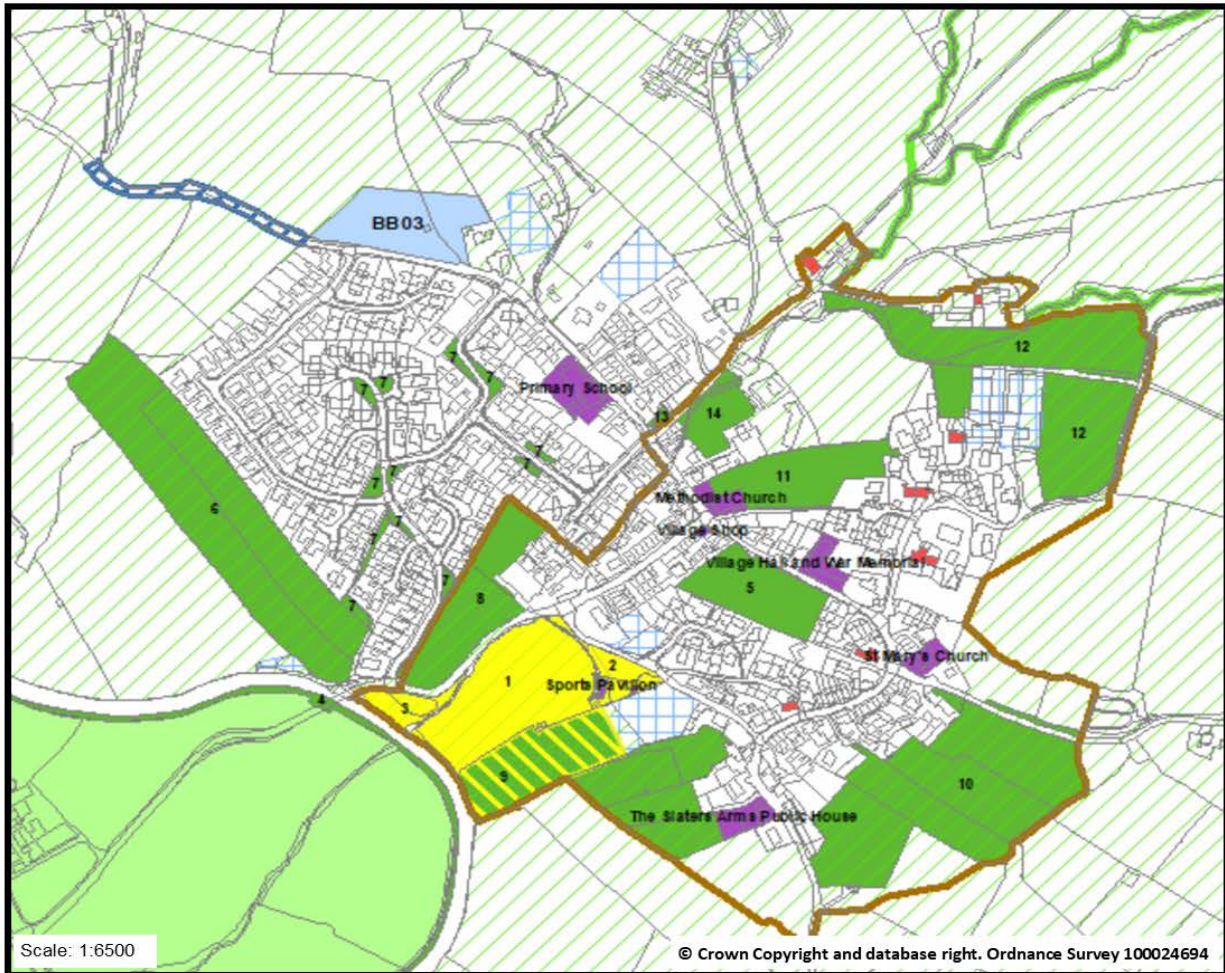 BB03
12
7
7
7
7
Primary School
13
14
12
7
7
11
6
7
Methodist Church
7
Village Shop
7
Village Hall and War Memorial
7
7
8
5
St Mary's Church
1
2
Sports Pavilion
4
3
9
10
The Slaters Arms Public House
Scale: 1:6500
© Crown Copyright and database right. Ordnance Survey 100024694